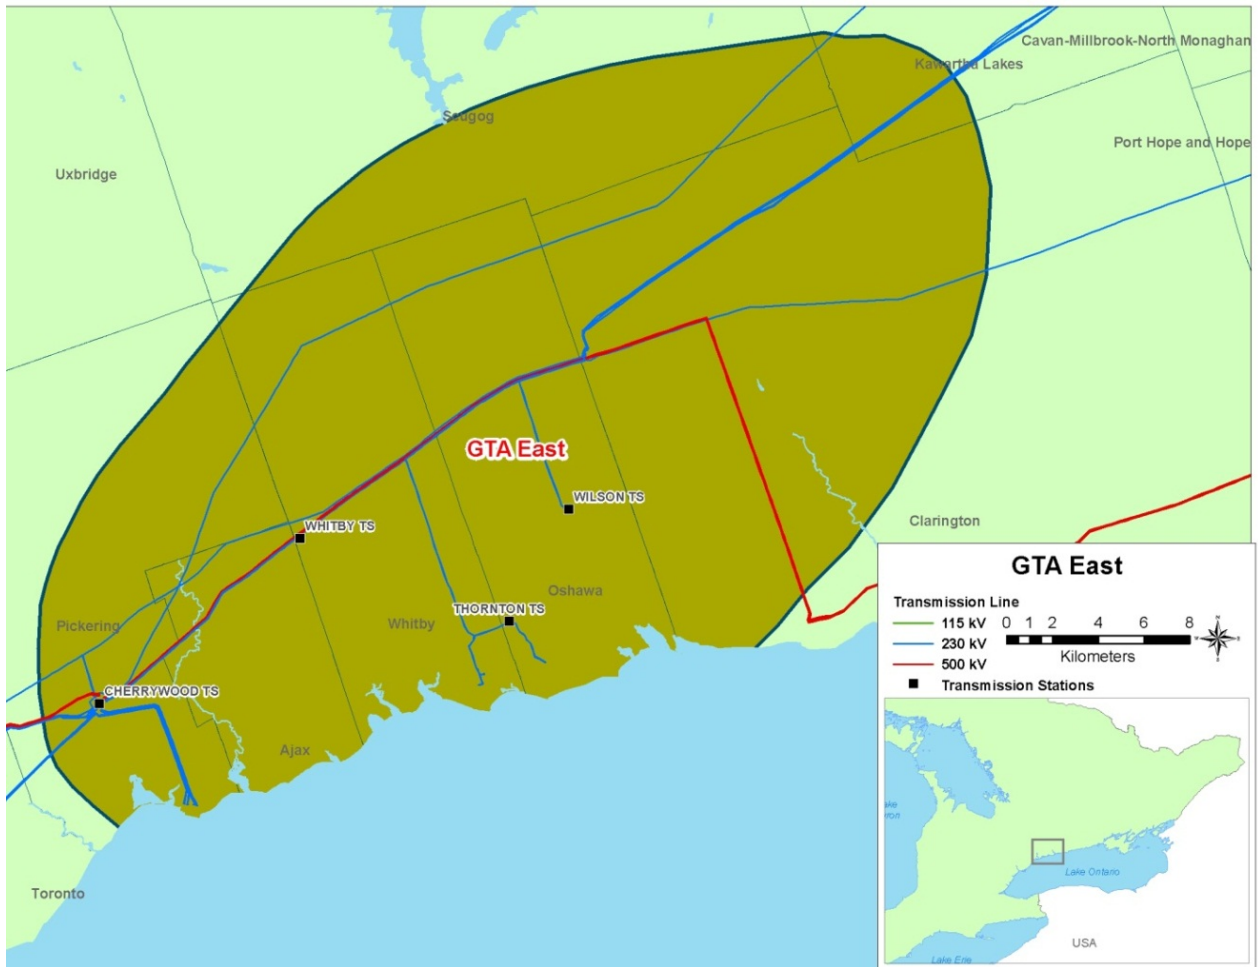 Cavan-Millbrook-North Monaghan
Kawartha Lakes
Scugog
Port Hope and Hope
Uxbridge
GTA East
WILSON TS
WHITBY TS
Clarington
Oshawa
THORNTON TS
Whitby
Pickering
CHERRYWOOD TS
Ajax
Toronto
GTA East
Transmission Line
115 kV
230 kV
500 kV
Transmission Stations
0 1 2 4 6 8
Kilometers
N
W
E
S
Lake Ontario
USA
Lake Erie